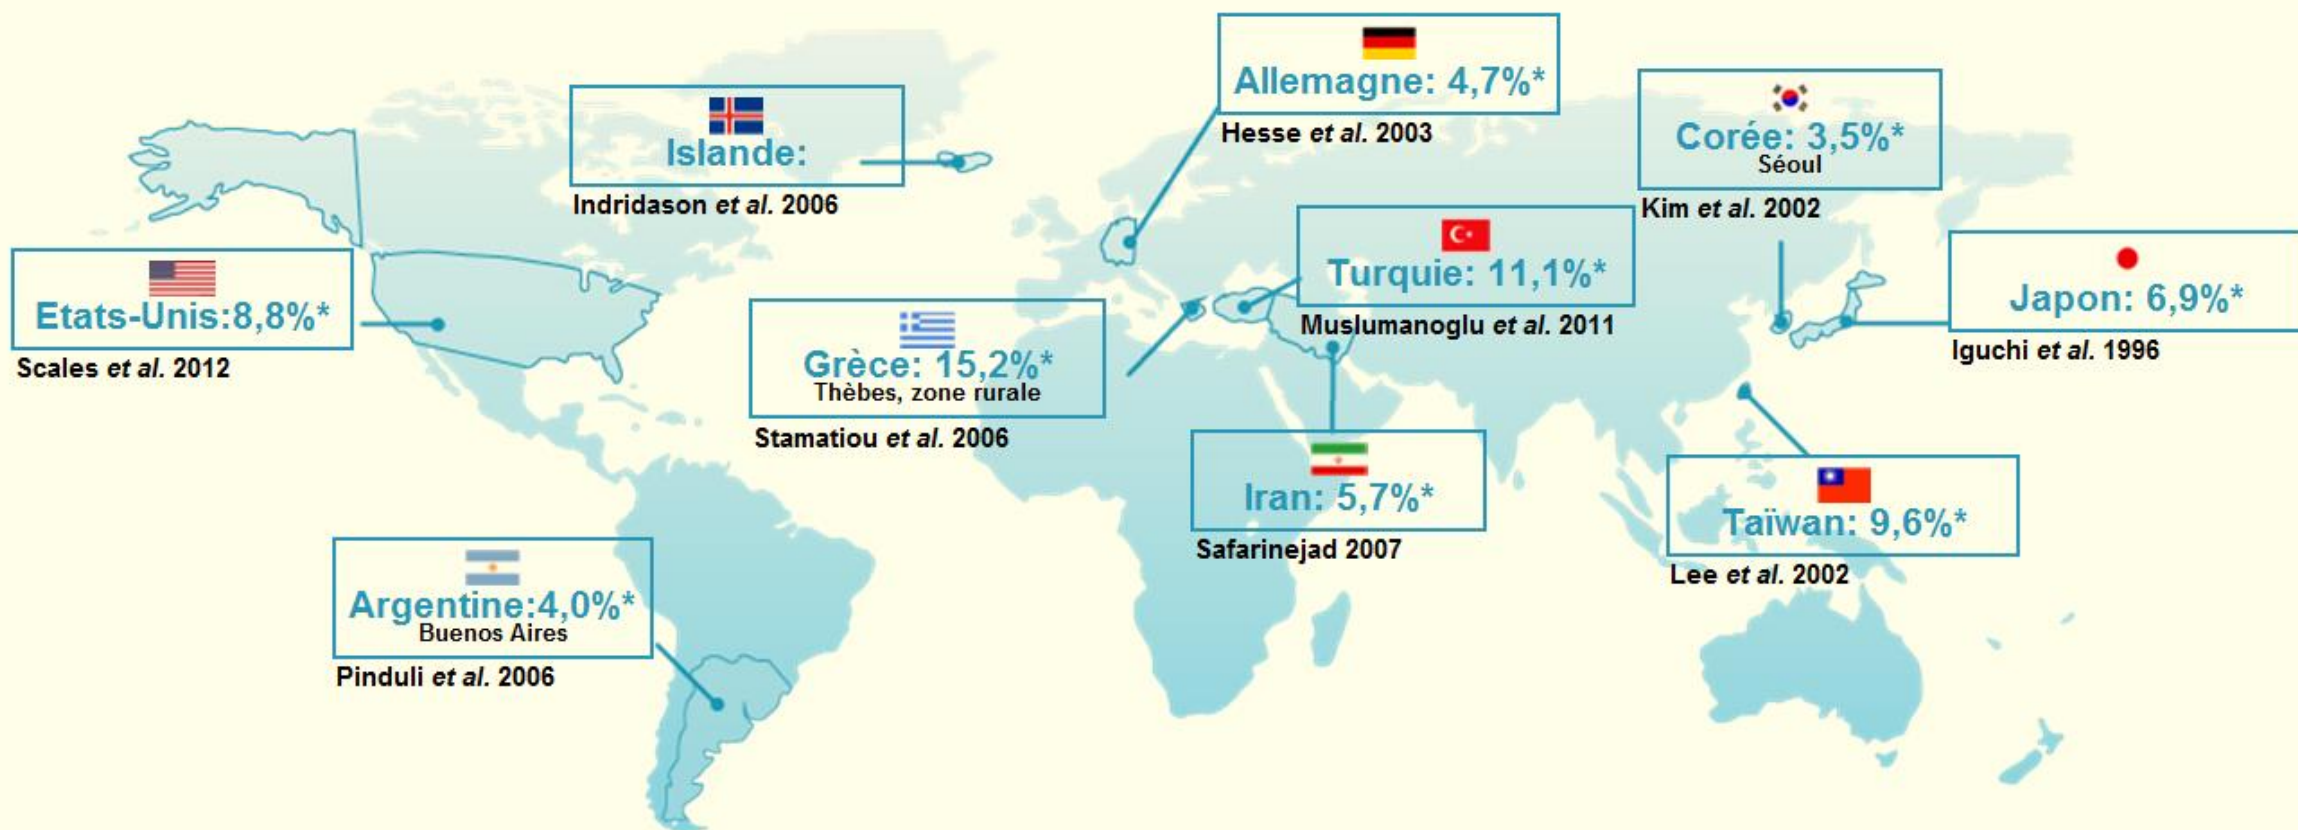 Allemagne: 4,7%*
Hesse et al. 2003
Islande:
Indridason et al. 2006
Corée: 3,5%*
Séoul
Kim et al. 2002
Etats-Unis:8,8%*
Scales et al. 2012
Turquie: 11,1%*
Muslumanoglu et al. 2011
Japon: 6,9%*
Iguchi et al. 1996
Grèce: 15,2%*
Thèbes, zone rurale
Stamatiou et al. 2006
Iran: 5,7%*
Safarinejad 2007
Taïwan: 9,6%*
Lee et al. 2002
Argentine:4,0%*
Buenos Aires
Pinduli et al. 2006